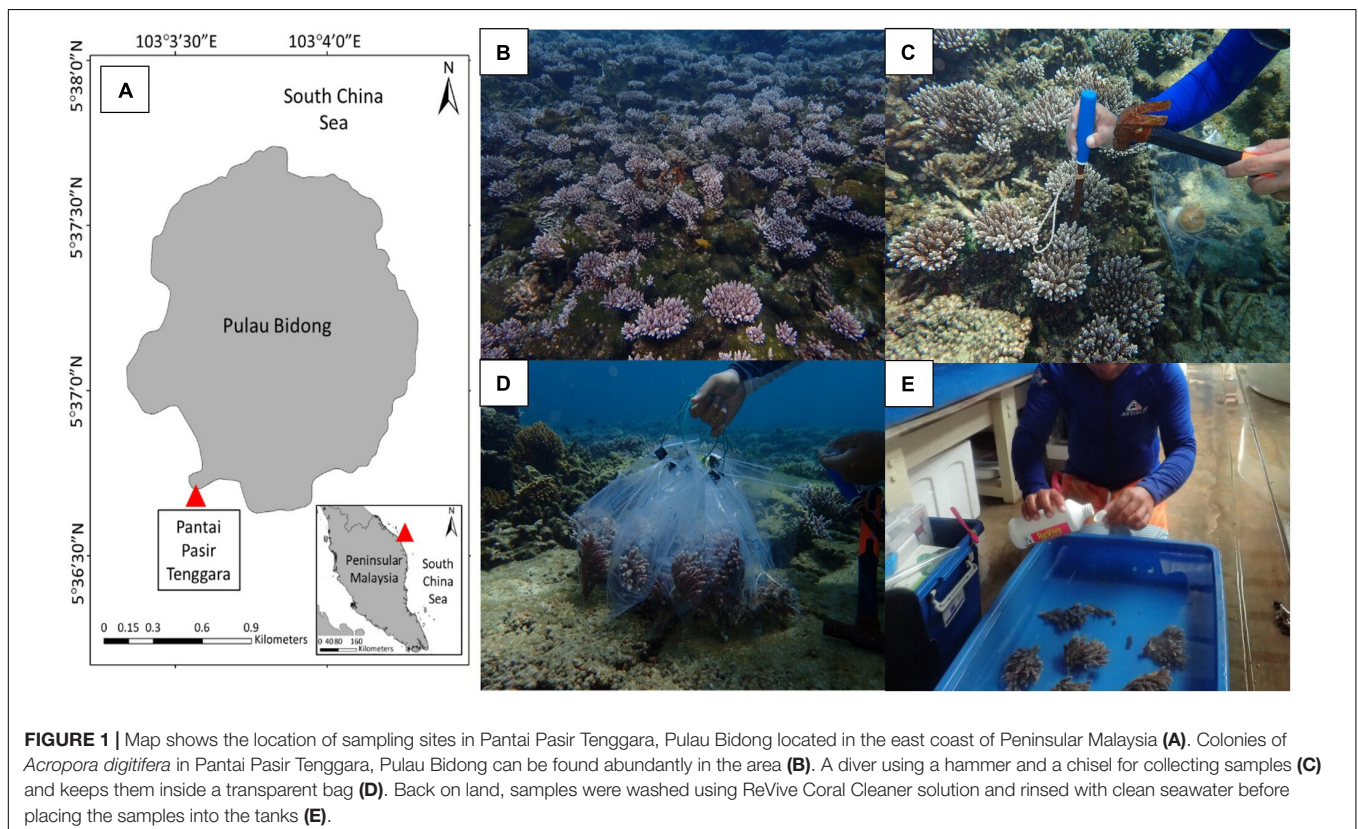 103°3'30"E
103°4'0"E
5°38'0"N
5°37'30"N
5°37'0"N
5°36'30"N
A
N
South China
Sea
Pulau Bidong
Pantai
Pasir
Tenggara
0 0.15 0.3 0.6 0.9
Kilometers
N
Peninsular
Malaysia
South
China
Sea
0 40 80 160
Kilometers
B
C
D
E
ReVive
FIGURE 1 | Map shows the location of sampling sites in Pantai Pasir Tenggara, Pulau Bidong located in the east coast of Peninsular Malaysia (A). Colonies of
Acropora digitifera in Pantai Pasir Tenggara, Pulau Bidong can be found abundantly in the area (B). A diver using a hammer and a chisel for collecting samples (C)
and keeps them inside a transparent bag (D). Back on land, samples were washed using ReVive Coral Cleaner solution and rinsed with clean seawater before
placing the samples into the tanks (E).